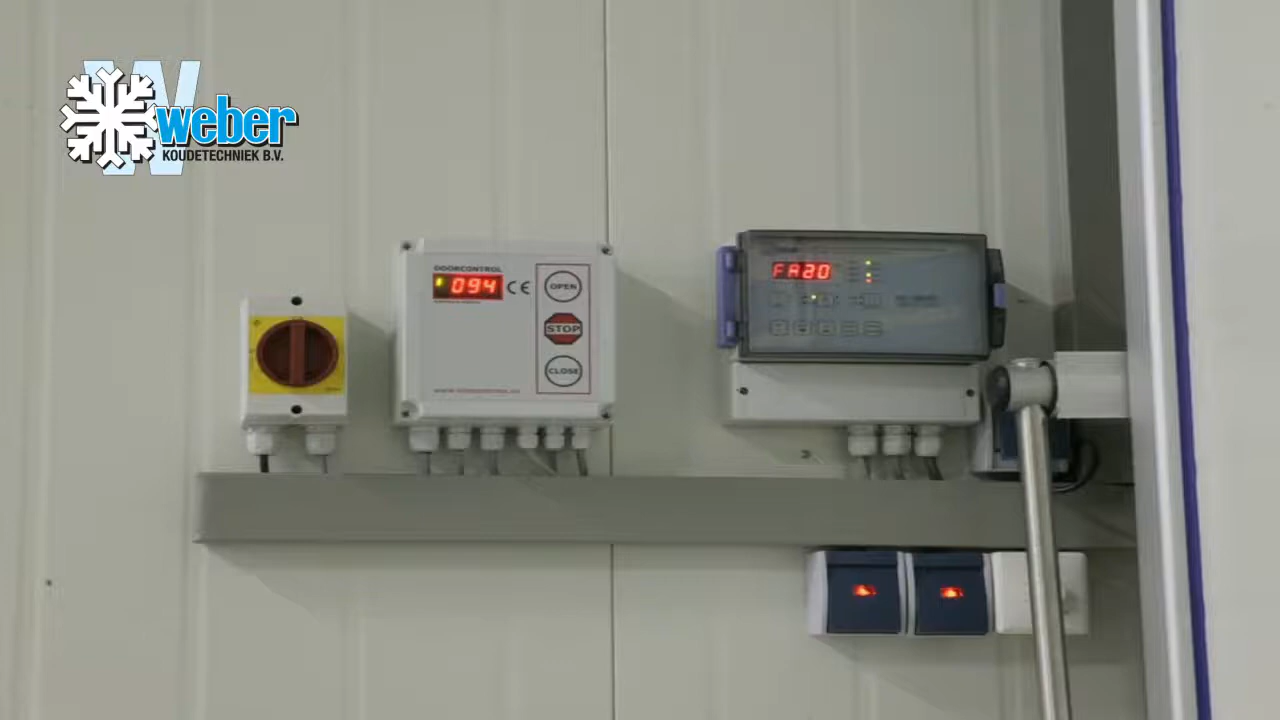 W
weber
KOUDETECHNIEK B.V.
DOORCONTROL
094
CE
OPEN
STOP
CLOSE
FA20